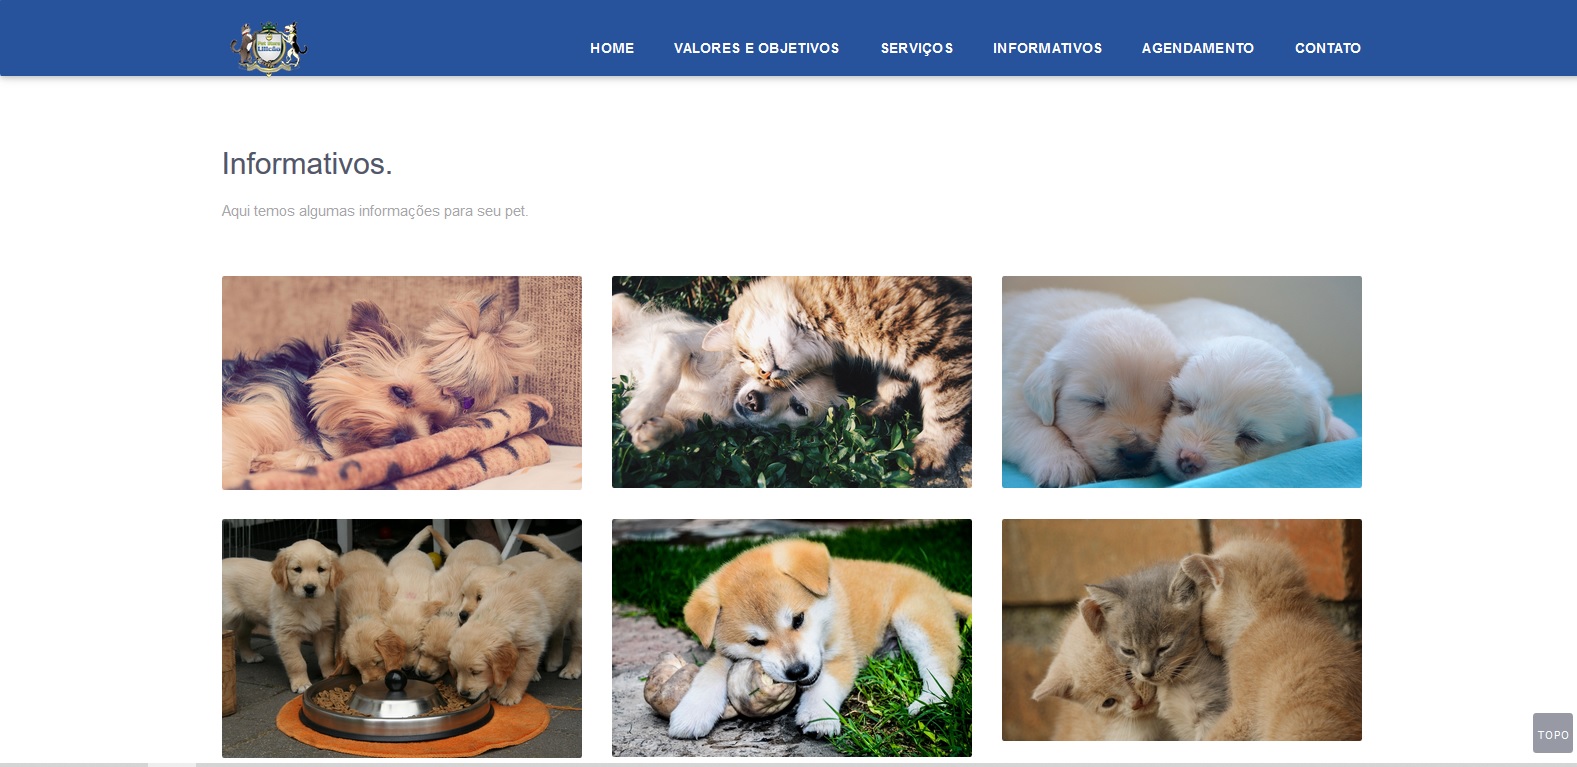 HOME VALORES E OBJETIVOS SERVIÇOS INFORMATIVOS AGENDAMENTO CONTATO
Informativos.
Aqui temos algumas informações para seu pet.
TOPO